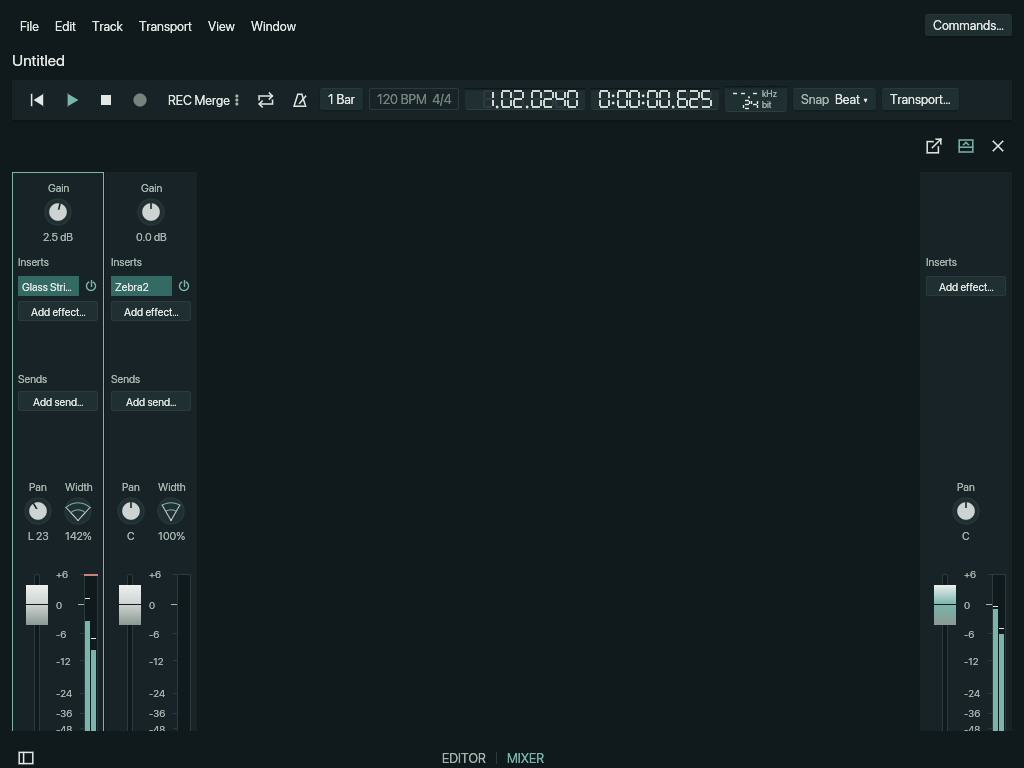 File Edit Track Transport View Window Commands...
Untitled
REC Merge 1 Bar 120 BPM 4/4 1.02.0240 0:00:00.625 --.- kHz -24 bit Snap Beat Transport...
Gain Gain
2.5 dB 0.0 dB
Inserts Inserts Inserts
Glass Stri... Zebra2 Add effect...
Add effect... Add effect...
Sends Sends
Add send... Add send...
Pan Width Pan Width Pan
L 23 142% C 100% C
+6 +6 +6
0 0 0
-6 -6 -6
-12 -12 -12
-24 -24 -24
-36 -36 -36
-48 -48 -48
EDITOR MIXER